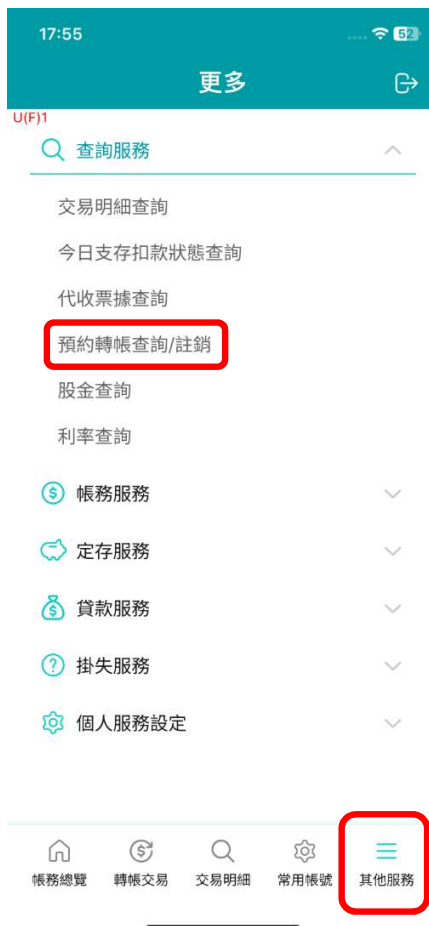 17:55
52
更多
U(F)1
查詢服務
交易明細查詢
今日支存扣款狀態查詢
代收票據查詢
預約轉帳查詢/註銷
股金查詢
利率查詢
帳務服務
定存服務
貸款服務
掛失服務
個人服務設定
帳務總覽 轉帳交易 交易明細 常用帳號 其他服務